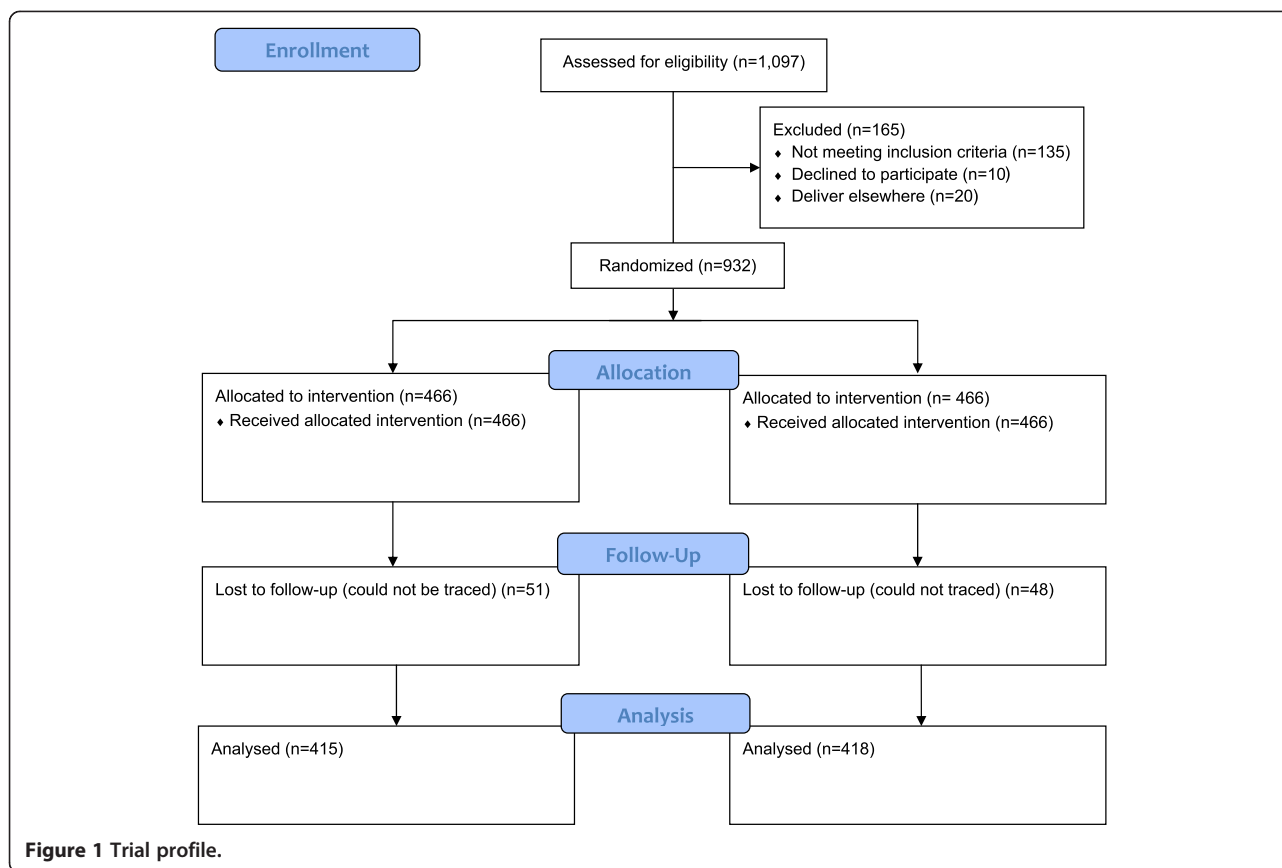 Enrollment
Assessed for eligibility (n=1,097)
Excluded (n=165)
♦ Not meeting inclusion criteria (n=135)
♦ Declined to participate (n=10)
♦ Deliver elsewhere (n=20)
Randomized (n=932)
Allocation
Allocated to intervention (n=466)
♦ Received allocated intervention (n=466)
Allocated to intervention (n= 466)
♦ Received allocated intervention (n=466)
Follow-Up
Lost to follow-up (could not be traced) (n=51)
Lost to follow-up (could not traced) (n=48)
Analysis
Analysed (n=415)
Analysed (n=418)
Figure 1 Trial profile.